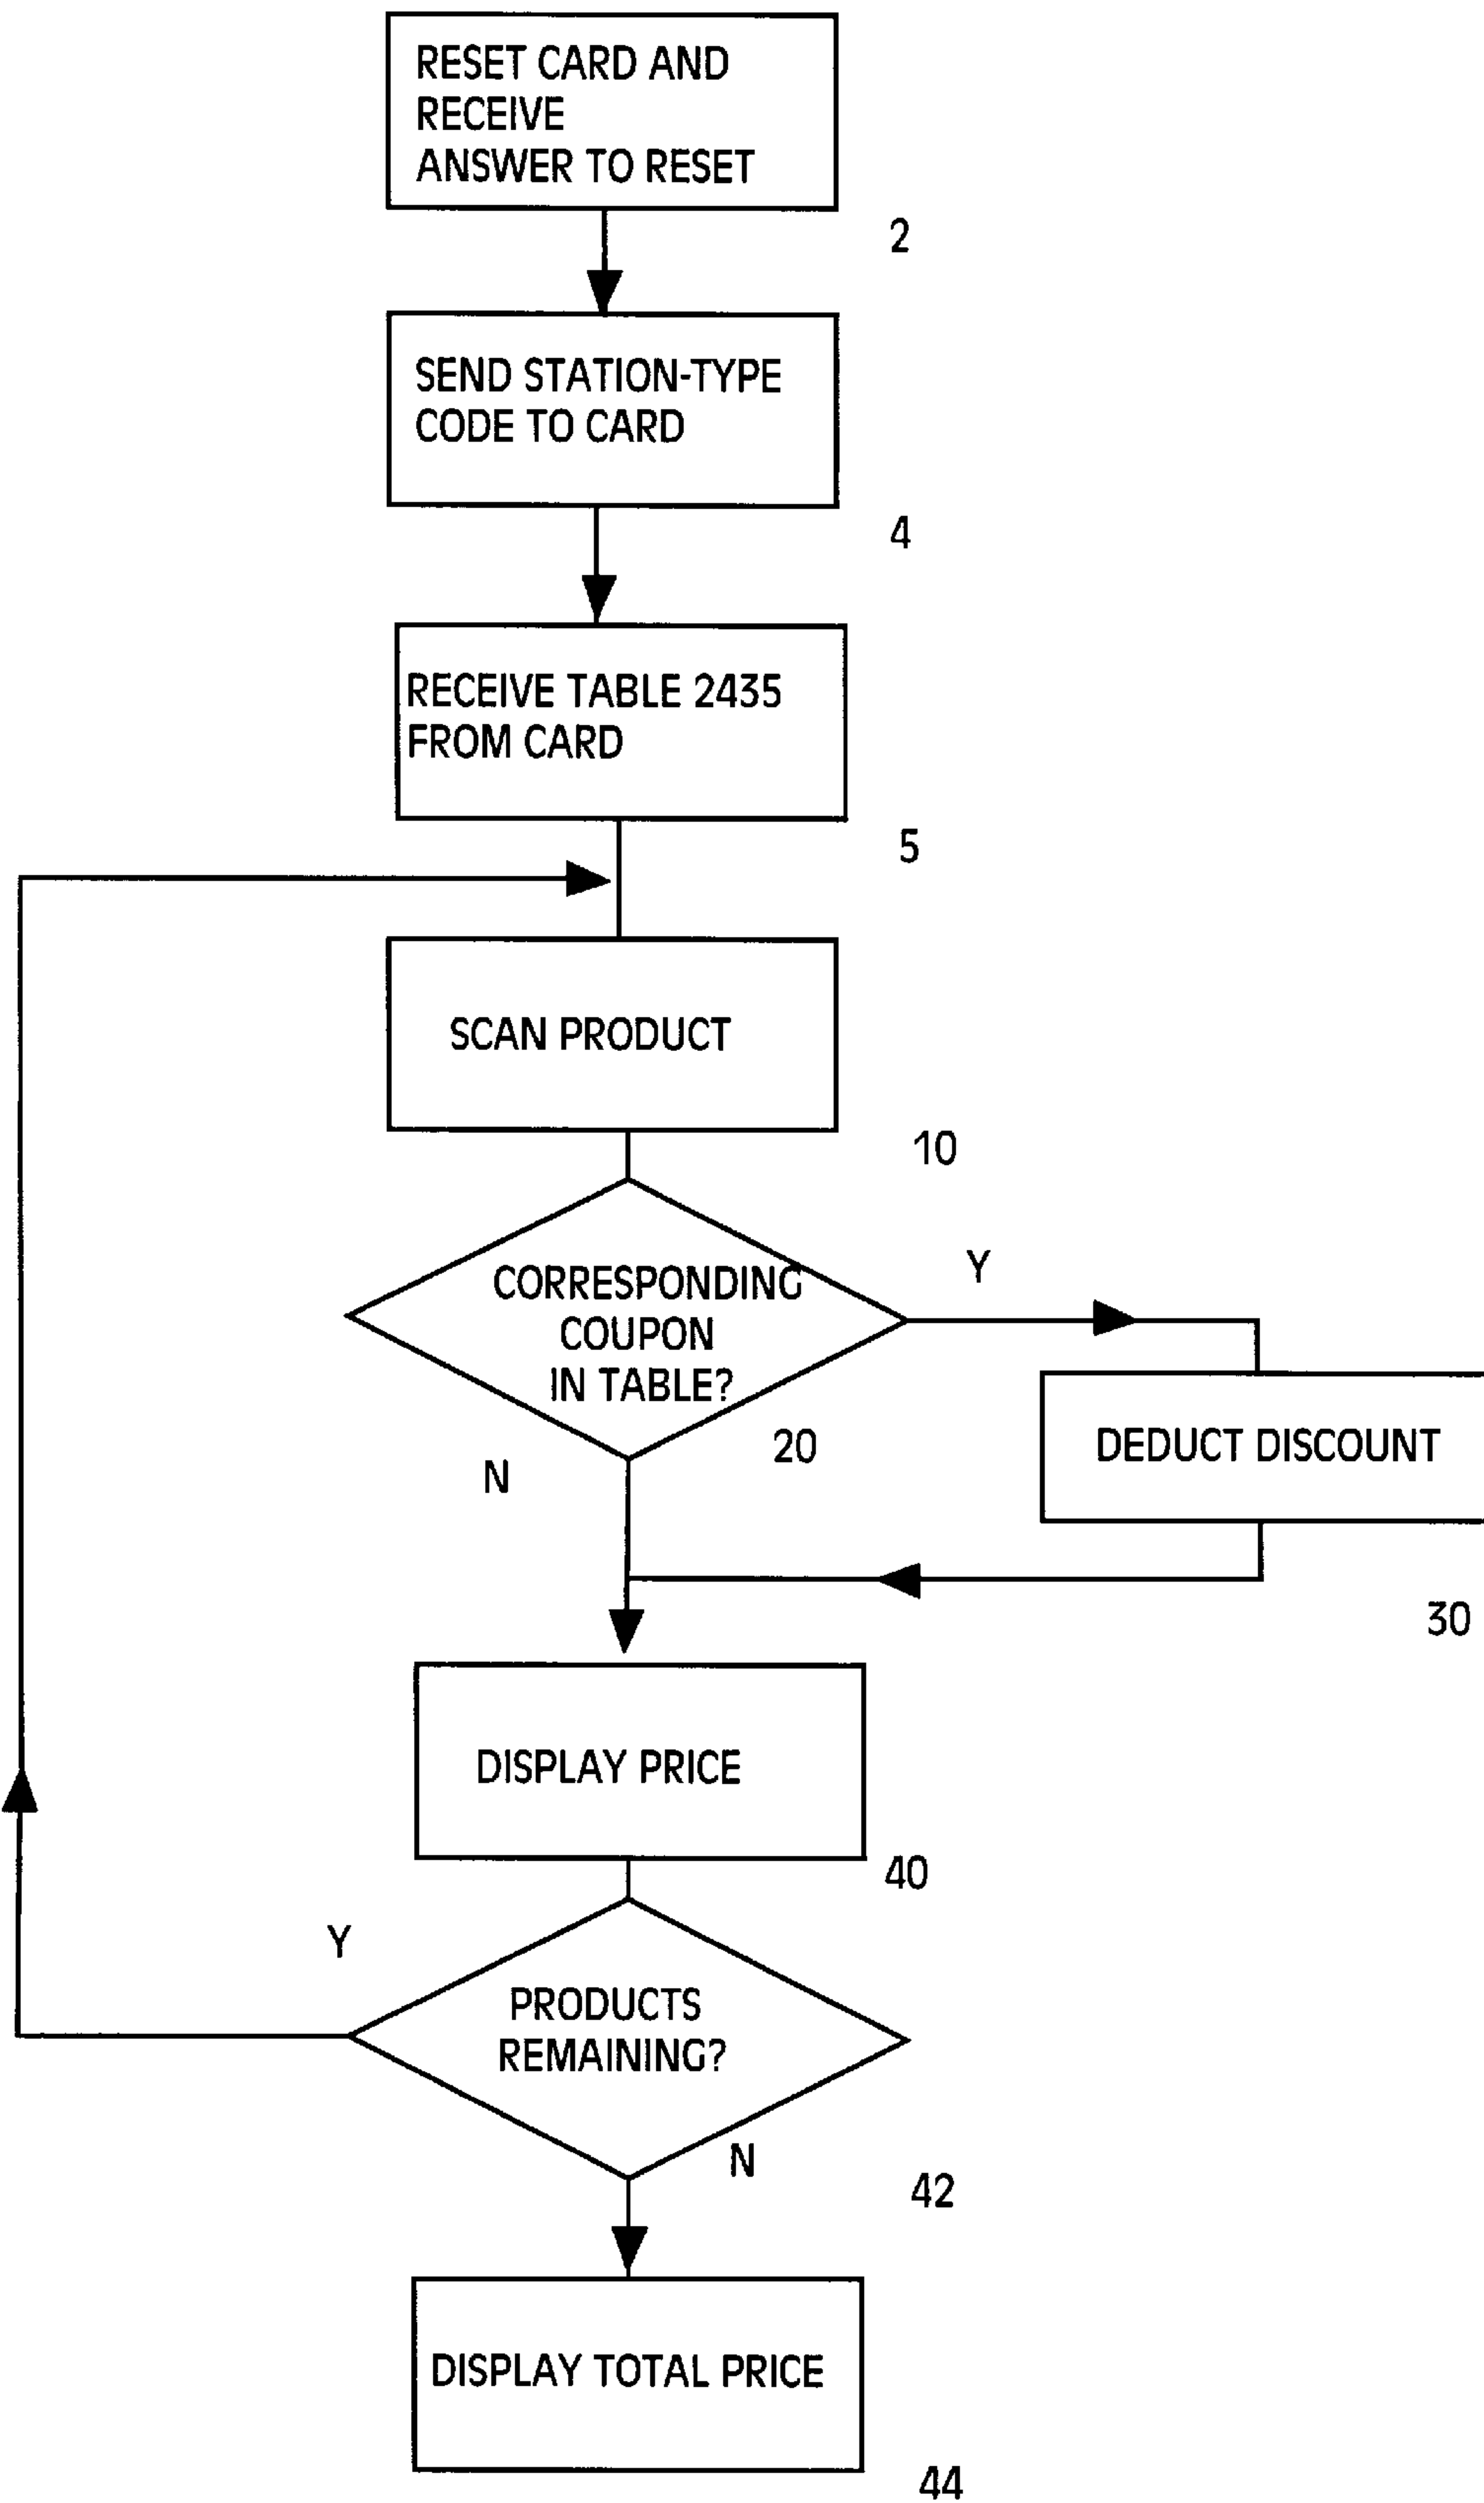 RESET CARD AND
RECEIVE
ANSWER TO RESET
2
SEND STATION-TYPE
CODE TO CARD
4
RECEIVE TABLE 2435
FROM CARD
5
SCAN PRODUCT
10
Y
CORRESPONDING
COUPON
IN TABLE?
20
N
DEDUCT DISCOUNT
30
DISPLAY PRICE
40
Y
PRODUCTS
REMAINING?
N
42
DISPLAY TOTAL PRICE
44